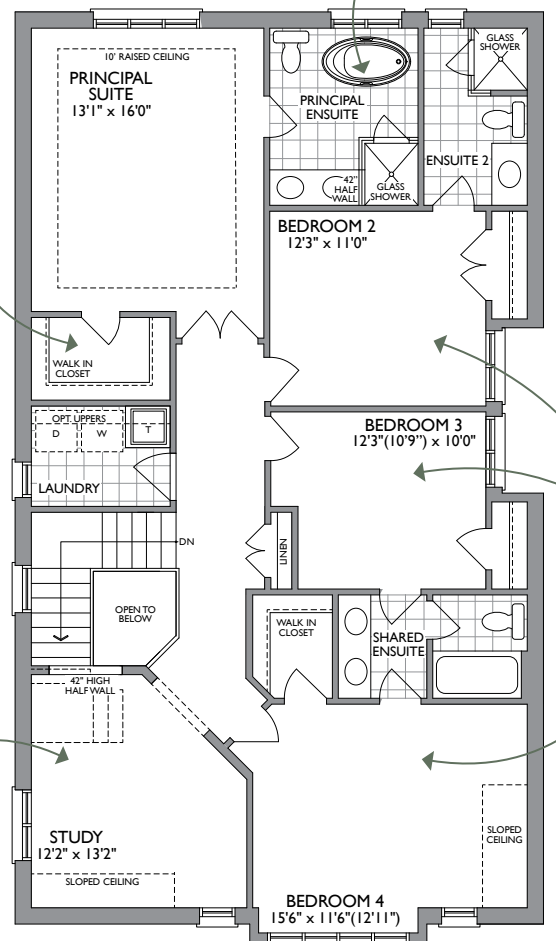 10' RAISED CEILING
PRINCIPAL
SUITE
13'1" x 16'0"
PRINCIPAL
ENSUITE
GLASS
SHOWER
ENSUITE 2
42"
HALF
WALL
GLASS
SHOWER
BEDROOM 2
12'3" x 11'0"
WALK IN
CLOSET
OPT. UPPERS
D
W
T
LAUNDRY
BEDROOM 3
12'3"(10'9") x 10'0"
DN
LINEN
OPEN TO
BELOW
WALK IN
CLOSET
SHARED
ENSUITE
42" HIGH
HALF WALL
STUDY
12'2" x 13'2"
SLOPED CEILING
SLOPED
CEILING
BEDROOM 4
15'6" x 11'6"(12'11")